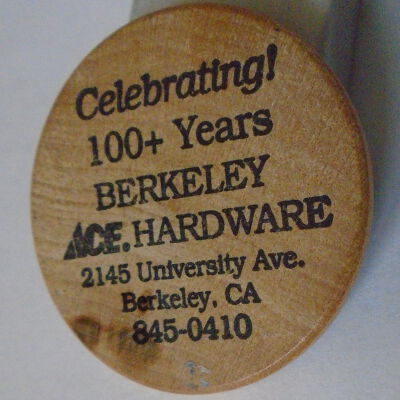 Celebrating!
100+ Years
BERKELEY
ACE. HARDWARE
2145 University Ave.
Berkeley, CA
845-0410